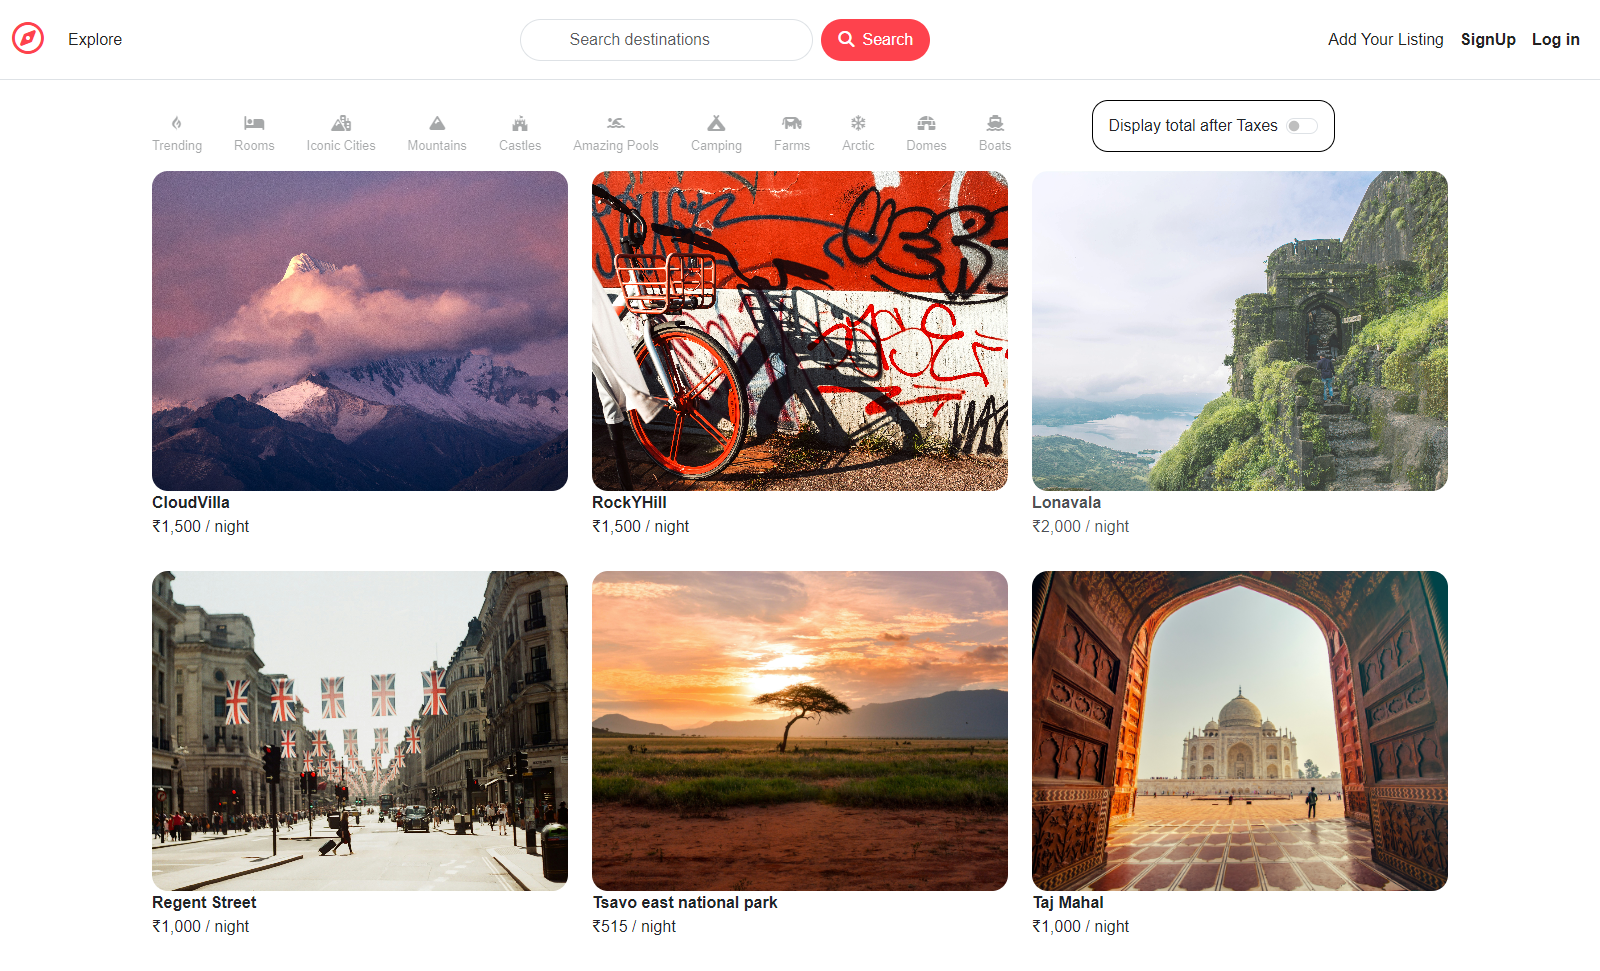 Explore
Search destinations
Search
Add Your Listing
SignUp
Log in
Trending
Rooms
Iconic Cities
Mountains
Castles
Amazing Pools
Camping
Farms
Arctic
Domes
Boats
Display total after Taxes
CloudVilla
₹1,500 / night
RockYHill
₹1,500 / night
Lonavala
₹2,000 / night
Regent Street
₹1,000 / night
Tsavo east national park
₹515 / night
Taj Mahal
₹1,000 / night